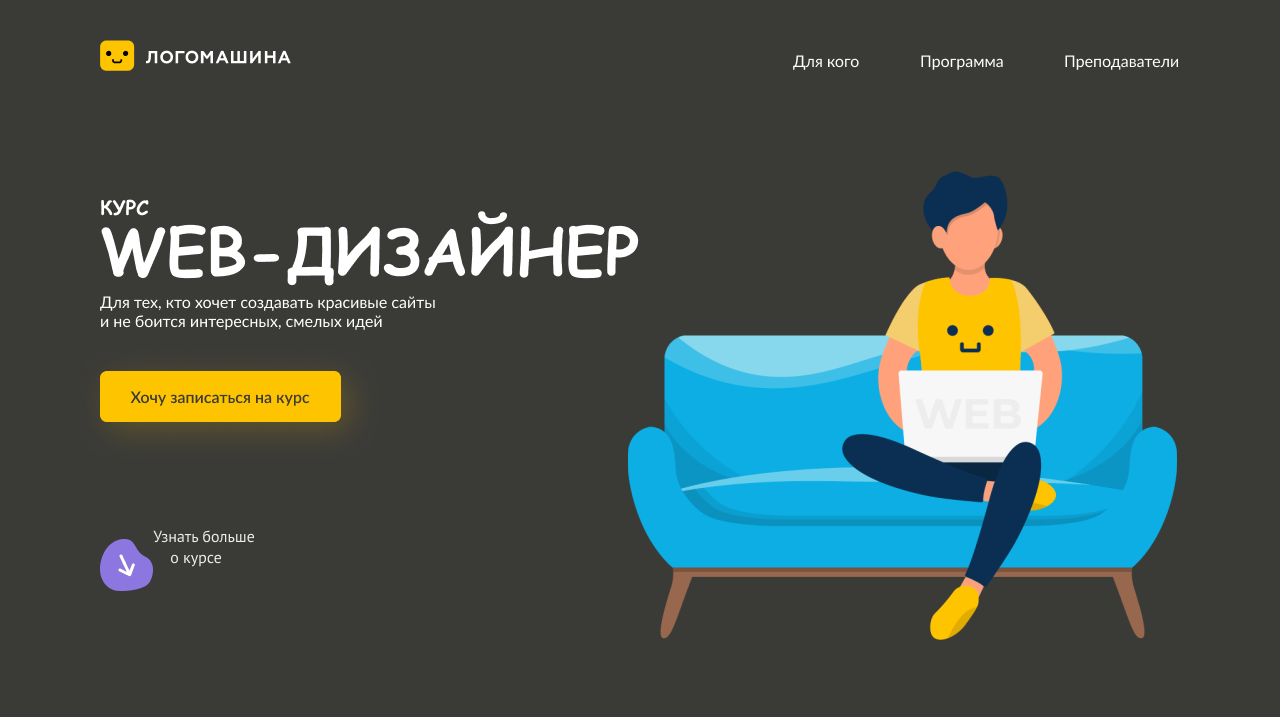 ЛОГОМАШИНА
Для кого
Программа
Преподаватели
КУРС
WEB-ДИЗАЙНЕР
Для тех, кто хочет создавать красивые сайты
и не боится интересных, смелых идей
Хочу записаться на курс
WEB
Узнать больше
о курсе